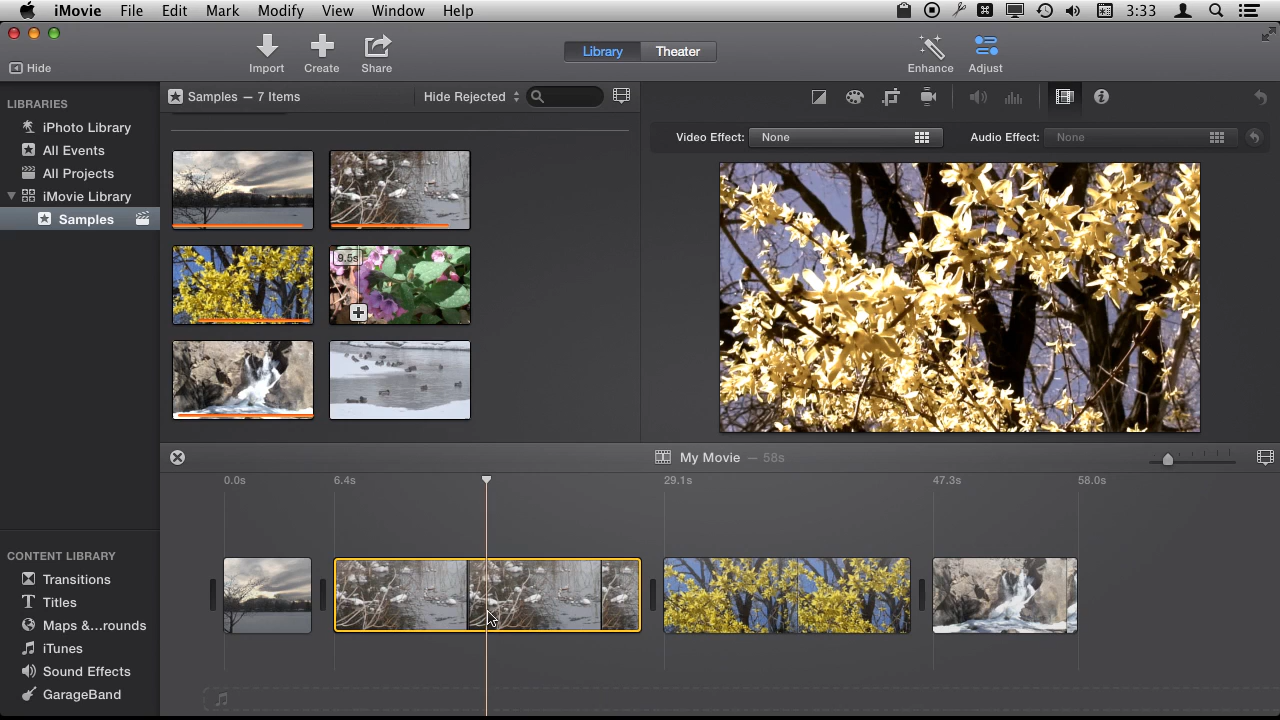 iMovie File Edit Mark Modify View Window Help 3:33
Hide Import Create Share Library Theater Enhance Adjust
LIBRARIES
iPhoto Library
All Events
All Projects
iMovie Library
Samples
Samples — 7 Items Hide Rejected
Video Effect: None Audio Effect: None
9.5s
My Movie — 58s
0.0s 6.4s 29.1s 47.3s 58.0s
CONTENT LIBRARY
Transitions
Titles
Maps &...rounds
iTunes
Sound Effects
GarageBand